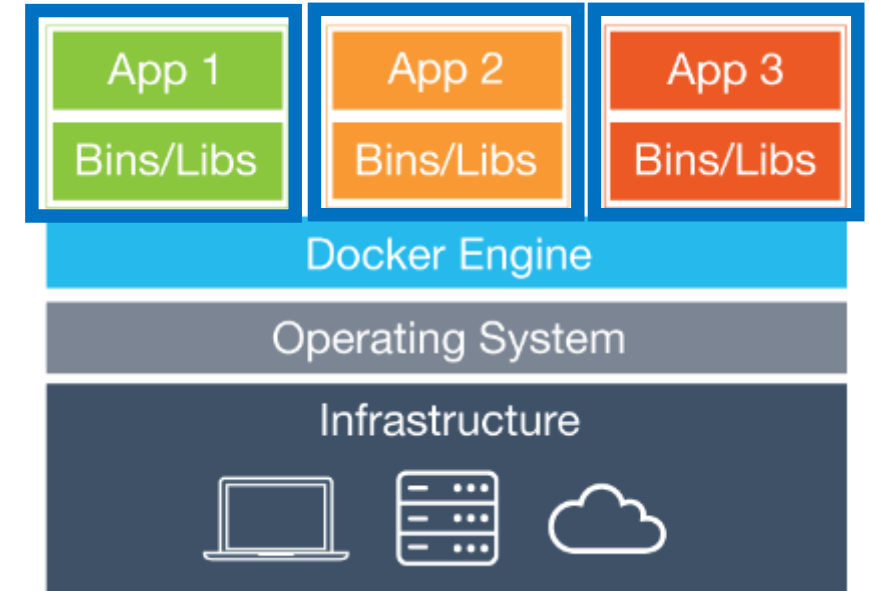 App 1
App 2
App 3
Bins/Libs
Bins/Libs
Bins/Libs
Docker Engine
Operating System
Infrastructure